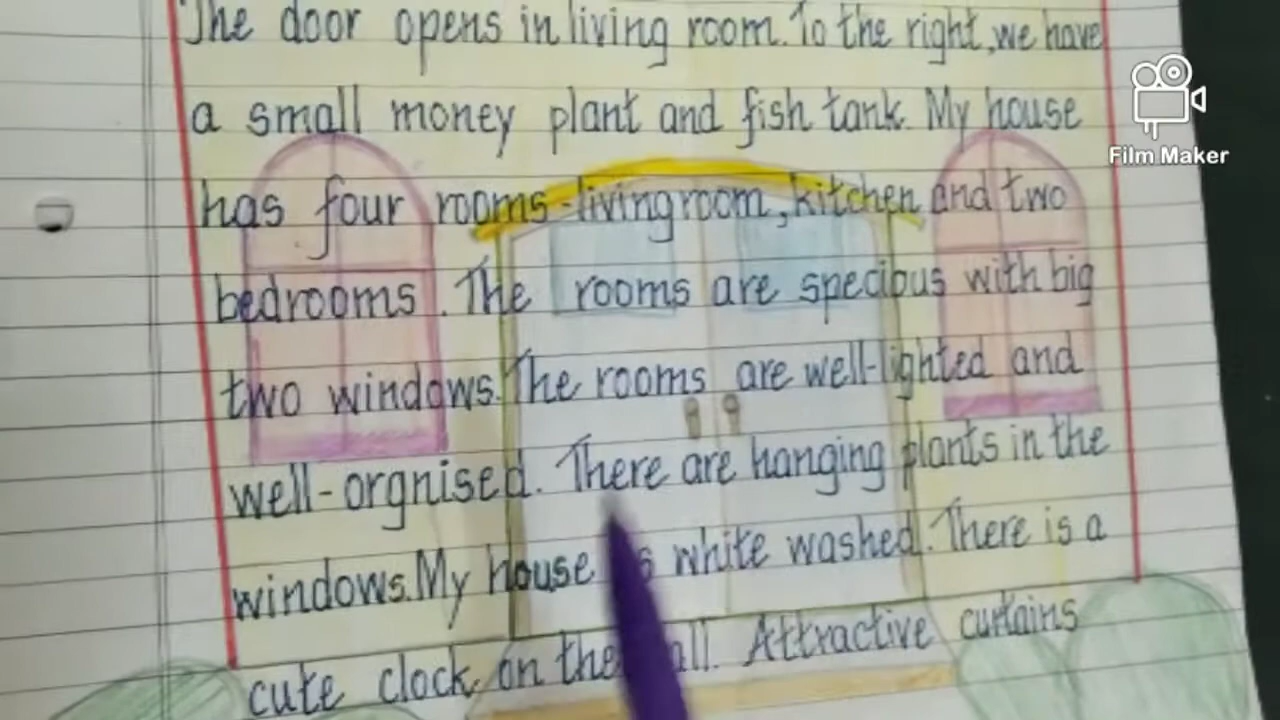 The door opens in living room. To the right, we have
a small money plant and fish tank. My house
has four rooms - living room, kitchen and two
bedrooms. The rooms are specious with big
two windows. The rooms are well-lighted and
well-orgnised. There are hanging plants in the
windows. My house white washed. There is a
cute clock on the Attractive curtains
Film Maker